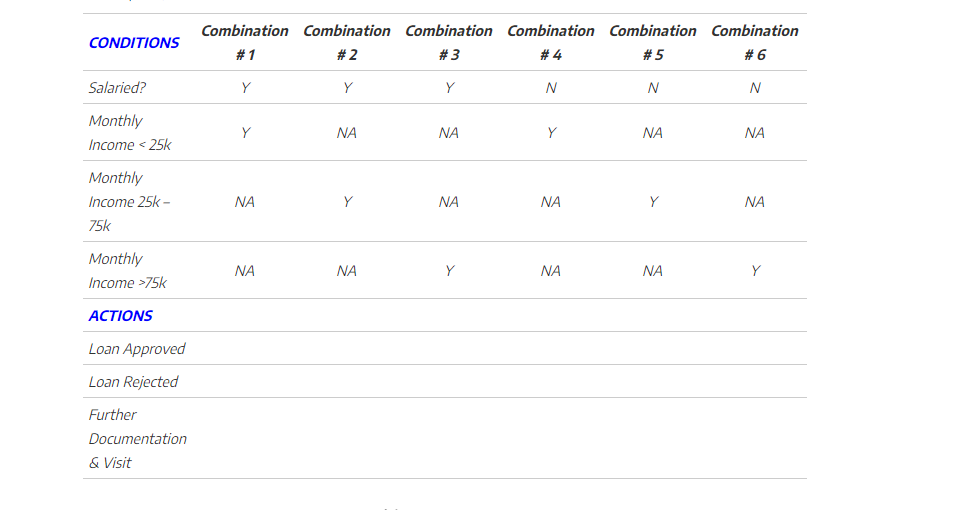 CONDITIONS Combination # 1 Combination # 2 Combination # 3 Combination # 4 Combination # 5 Combination # 6
Salaried? Y Y Y N N N
Monthly Income < 25k Y NA NA Y NA NA
Monthly Income 25k – 75k NA Y NA NA Y NA
Monthly Income >75k NA NA Y NA NA Y
ACTIONS
Loan Approved
Loan Rejected
Further
Documentation
& Visit